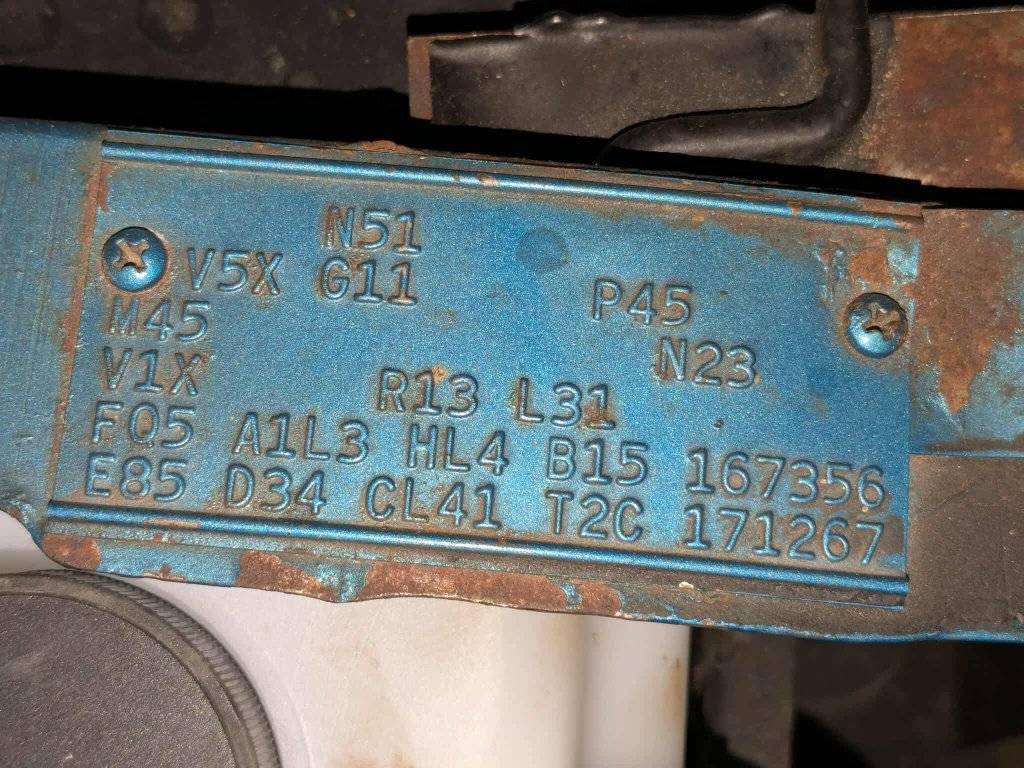 N51
V5X G11 P45
M45 N23
V1X R13 L31
FQ5 A1L3 HL4 B15 167356
E85 D34 CL41 T2C 171267